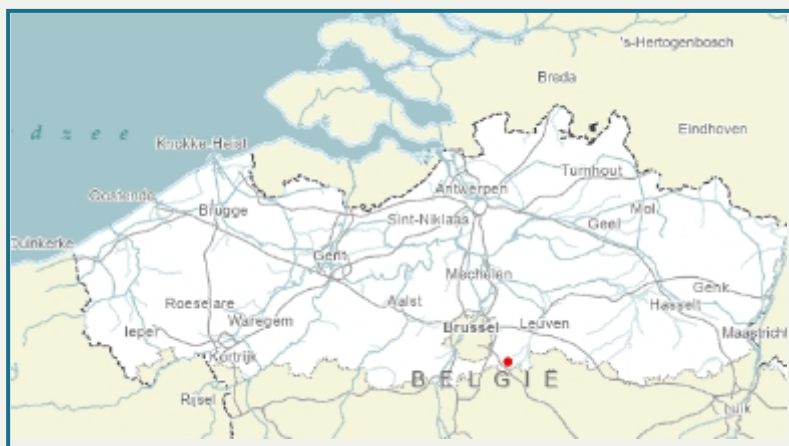 's-Hertogenbosch
Breda
d z e e
Eindhoven
Knokke-Heist
Turnhout
Antwerpen
Oostende
Brugge
Mol
Sint-Niklaas
Geel
Duinkerke
Gent
Mechelen
Genk
Roeselare
Aalst
Hasselt
Waregem
Brussel
Leuven
Ieper
Maastricht
Kortrijk
BELGIË
Rijsel
Luik